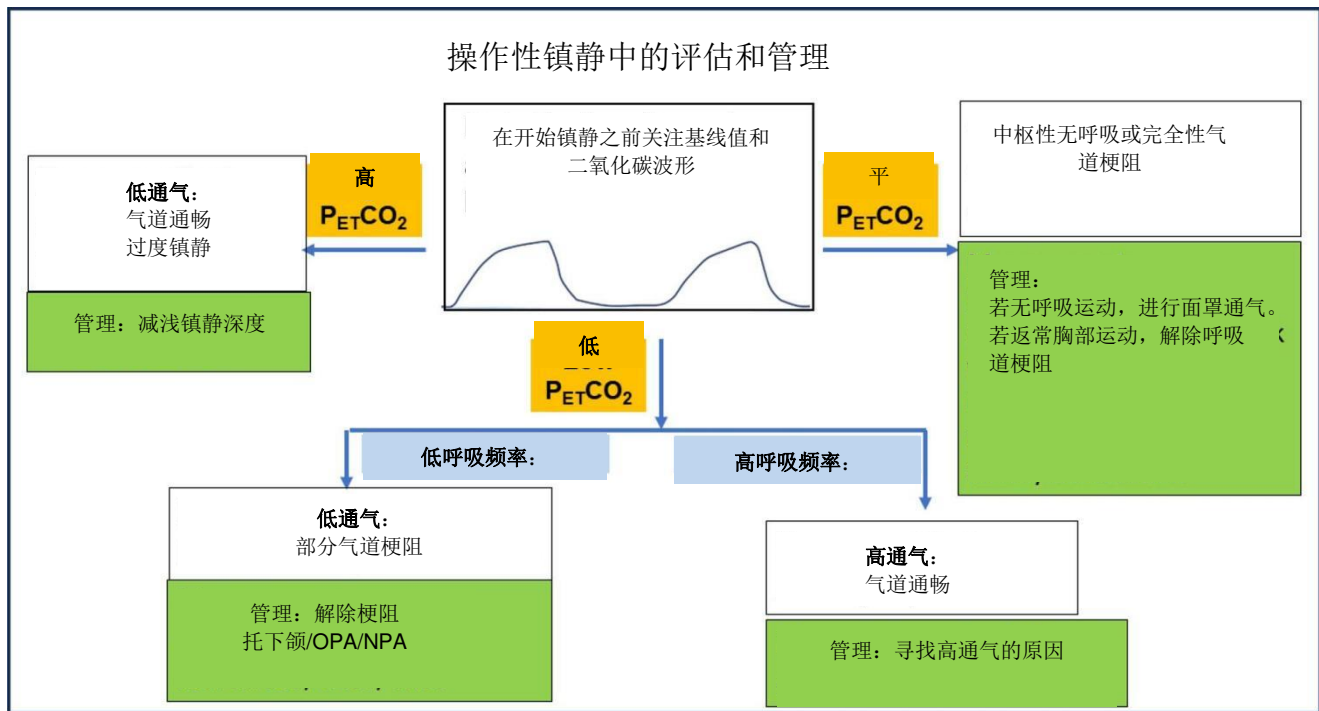 操作性镇静中的评估和管理
在开始镇静之前关注基线值和
二氧化碳波形
高
PETCO2
低通气：
气道通畅
过度镇静
管理：减浅镇静深度
平
PETCO2
中枢性无呼吸或完全性气
道梗阻
管理：
若无呼吸运动，进行面罩通气。
若返常胸部运动，解除呼吸
道梗阻
低
PETCO2
低呼吸频率：
高呼吸频率：
低通气：
部分气道梗阻
管理：解除梗阻
托下颌/OPA/NPA
高通气：
气道通畅
管理：寻找高通气的原因